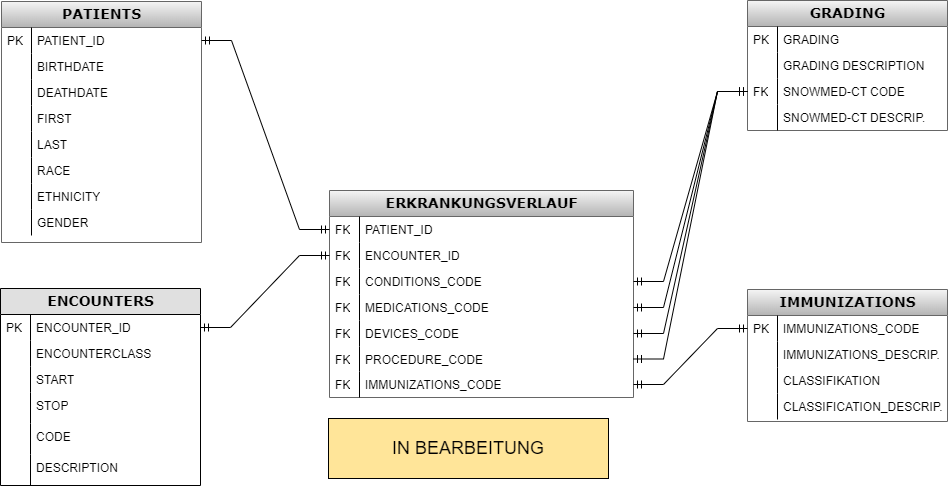 PATIENTS
PK PATIENT_ID
BIRTHDATE
DEATHDATE
FIRST
LAST
RACE
ETHNICITY
GENDER
ENCOUNTERS
PK ENCOUNTER_ID
ENCOUNTERCLASS
START
STOP
CODE
DESCRIPTION
ERKRANKUNGSVERLAUF
FK PATIENT_ID
FK ENCOUNTER_ID
FK CONDITIONS_CODE
FK MEDICATIONS_CODE
FK DEVICES_CODE
FK PROCEDURE_CODE
FK IMMUNIZATIONS_CODE
IN BEARBEITUNG
GRADING
PK GRADING
GRADING DESCRIPTION
FK SNOWMED-CT CODE
SNOWMED-CT DESCRIP.
IMMUNIZATIONS
PK IMMUNIZATIONS_CODE
IMMUNIZATIONS_DESCRIP.
CLASSIFIKATION
CLASSIFICATION_DESCRIP.